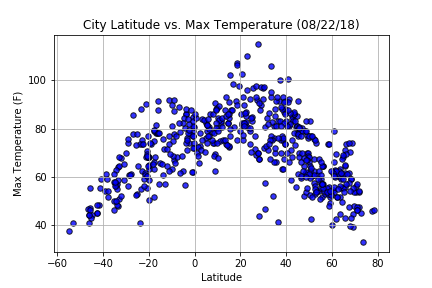 City Latitude vs. Max Temperature (08/22/18)
100
80
60
40
Max Temperature (F)
−60 −40 −20 0 20 40 60 80
Latitude